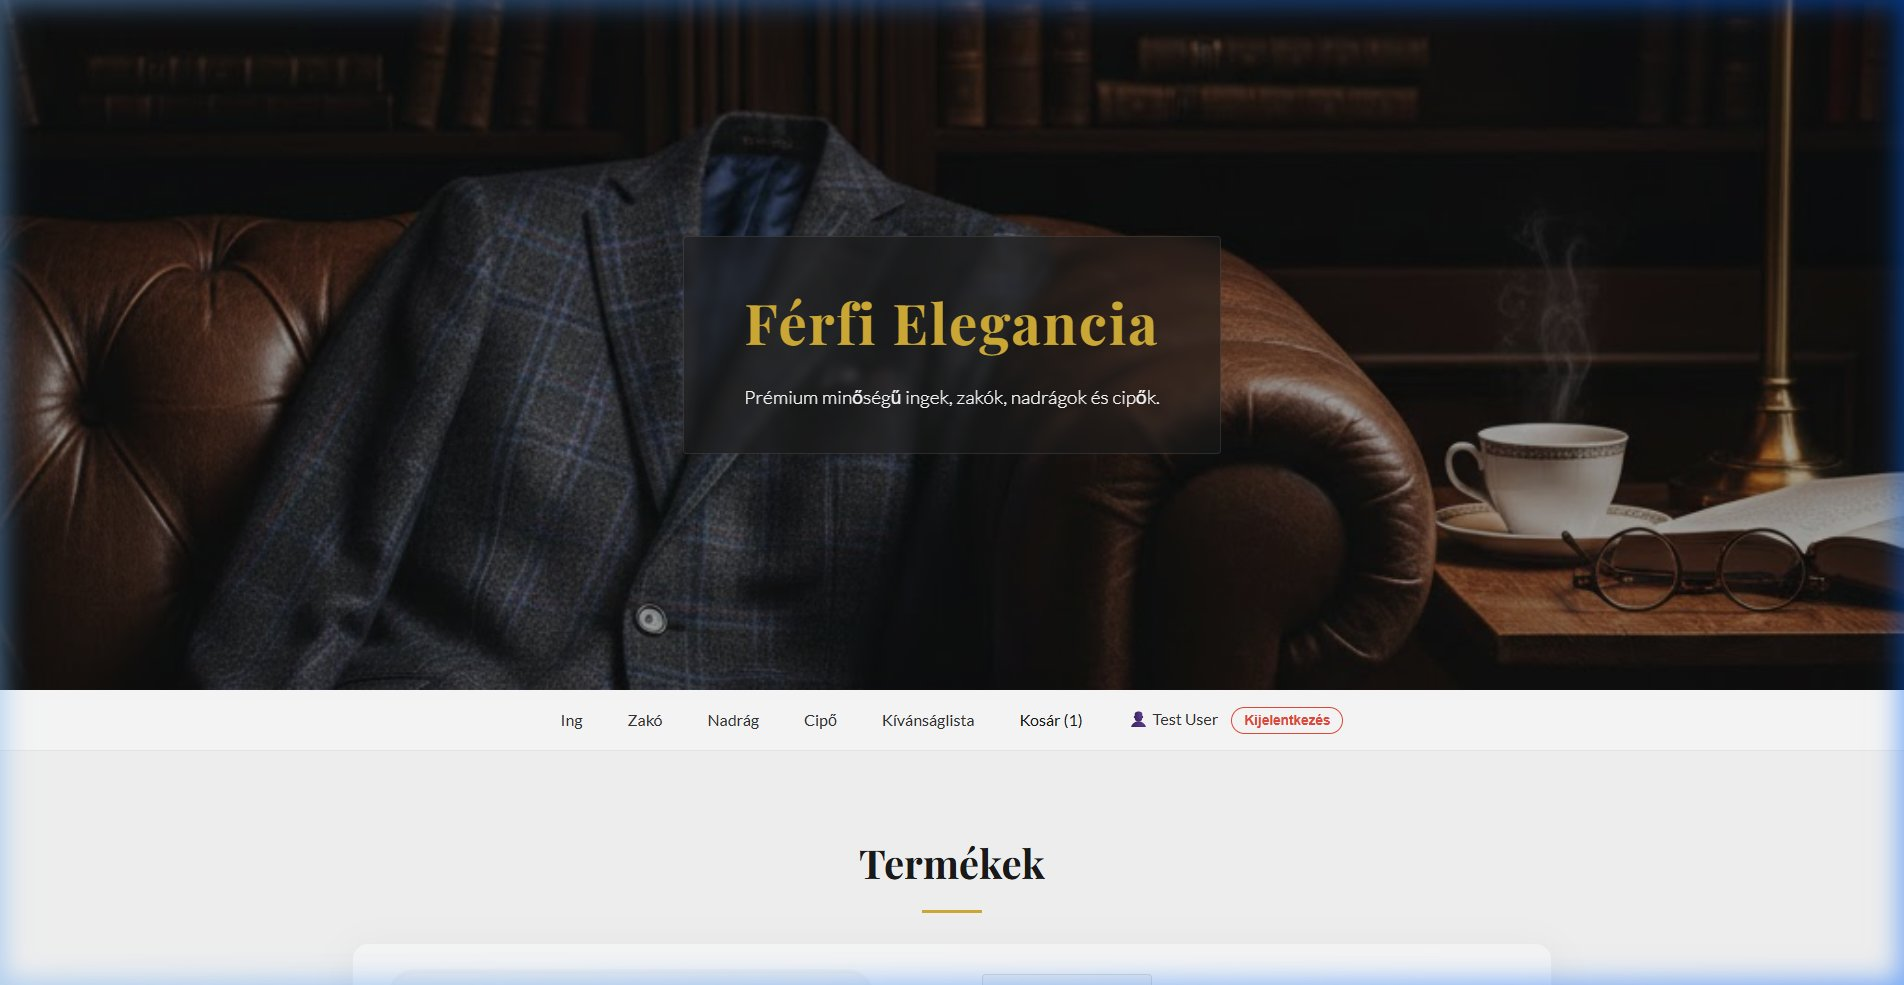 Férfi Elegancia
Prémium minőségű ingek, zakók, nadrágok és cipők.
Ing Zakó Nadrág Cipő Kívánságlista Kosár (1) Test User Kijelentkezés
Termékek